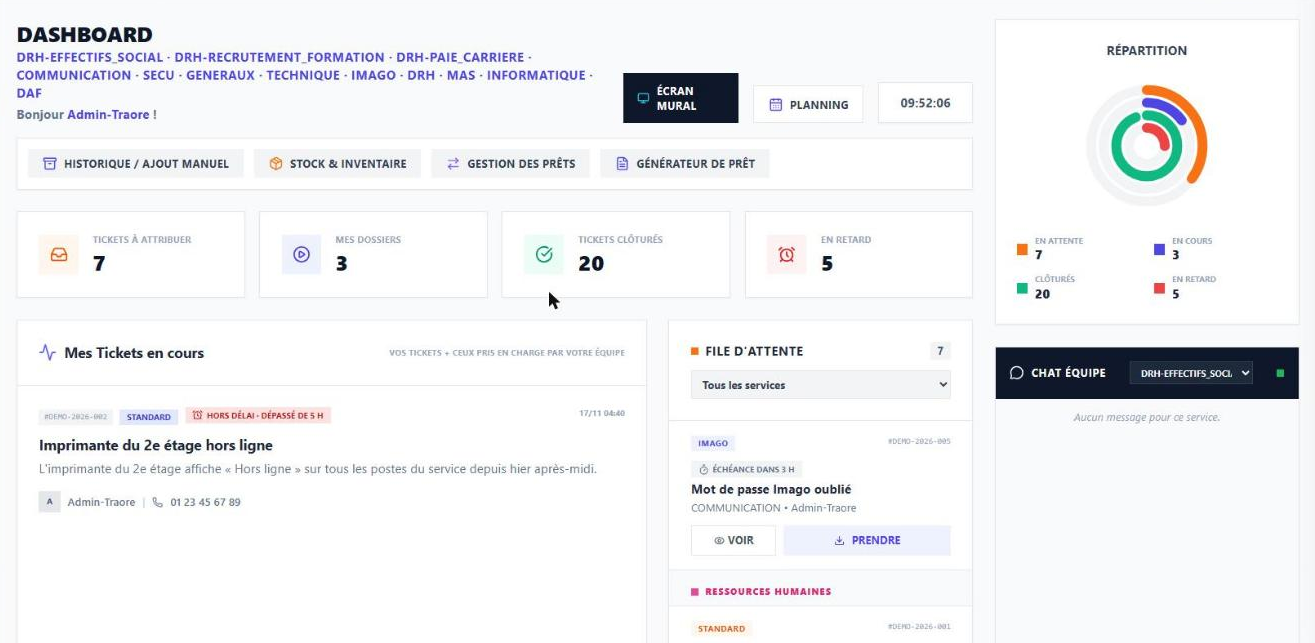 DASHBOARD
DRH-EFFECTIFS_SOCIAL · DRH-RECRUTEMENT_FORMATION · DRH-PAIE_CARRIERE ·
COMMUNICATION · SECU · GENERAUX · TECHNIQUE · IMAGO · DRH · MAS · INFORMATIQUE ·
DAF
Bonjour Admin-Traore !
ÉCRAN
MURAL
PLANNING
09:52:06
HISTORIQUE / AJOUT MANUEL
STOCK & INVENTAIRE
GESTION DES PRÊTS
GÉNÉRATEUR DE PRÊT
TICKETS À ATTRIBUER
7
MES DOSSIERS
3
TICKETS CLÔTURÉS
20
EN RETARD
5
Mes Tickets en cours
VOS TICKETS + CEUX PRIS EN CHARGE PAR VOTRE ÉQUIPE
#DEMO-2026-002
STANDARD
HORS DÉLAI · DÉPASSÉ DE 5 H
17/11 04:40
Imprimante du 2e étage hors ligne
L'imprimante du 2e étage affiche « Hors ligne » sur tous les postes du service depuis hier après-midi.
A
Admin-Traore | 01 23 45 67 89
FILE D'ATTENTE
7
Tous les services
IMAGO
#DEMO-2026-005
ÉCHÉANCE DANS 3 H
Mot de passe Imago oublié
COMMUNICATION • Admin-Traore
VOIR
PRENDRE
RESSOURCES HUMAINES
STANDARD
#DEMO-2026-001
RÉPARTITION
EN ATTENTE
7
EN COURS
3
CLÔTURÉS
20
EN RETARD
5
CHAT ÉQUIPE
DRH-EFFECTIFS_SOCI
Aucun message pour ce service.